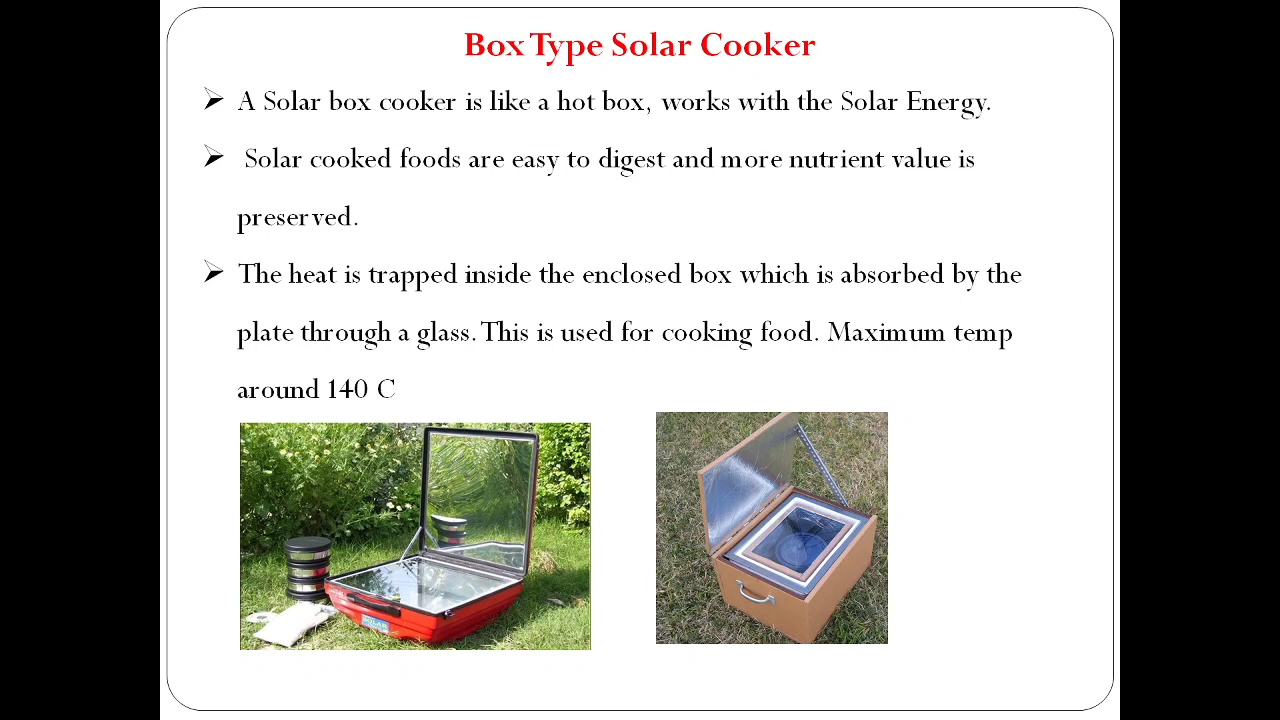 Box Type Solar Cooker
➢ A Solar box cooker is like a hot box, works with the Solar Energy.
➢ Solar cooked foods are easy to digest and more nutrient value is
preserved.
➢ The heat is trapped inside the enclosed box which is absorbed by the
plate through a glass. This is used for cooking food. Maximum temp
around 140 C
SOLAR